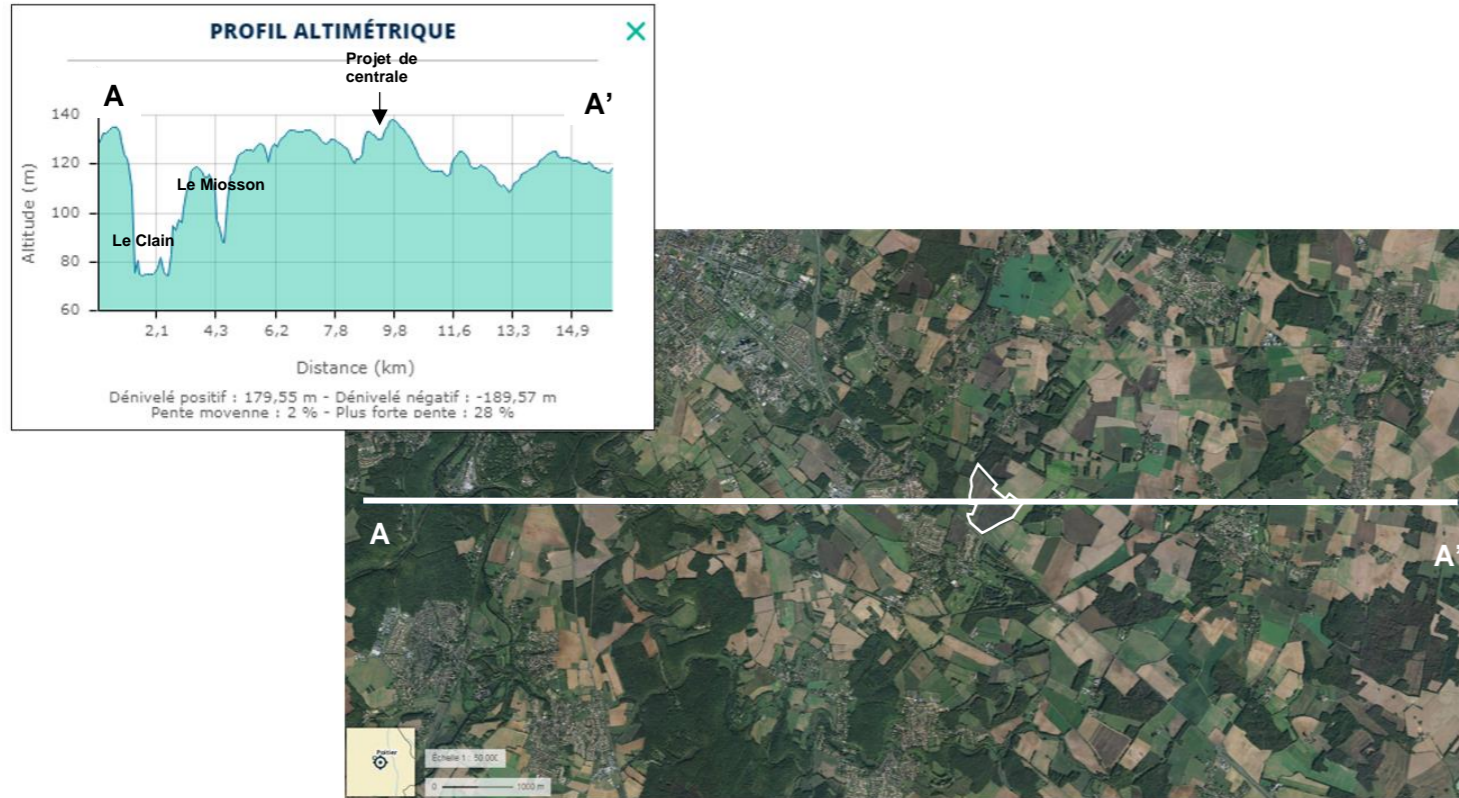 PROFIL ALTIMÉTRIQUE
Projet de
centrale
A
A'
140
120
100
80
60
Altitude (m)
Le Miosson
Le Clain
2,1 4,3 6,2 7,8 9,8 11,6 13,3 14,9
Distance (km)
Dénivelé positif : 179,55 m - Dénivelé négatif : -189,57 m
Pente moyenne : 2 % - Plus forte pente : 28 %
A
A'
Échelle 1 : 50 000
0 1000 m